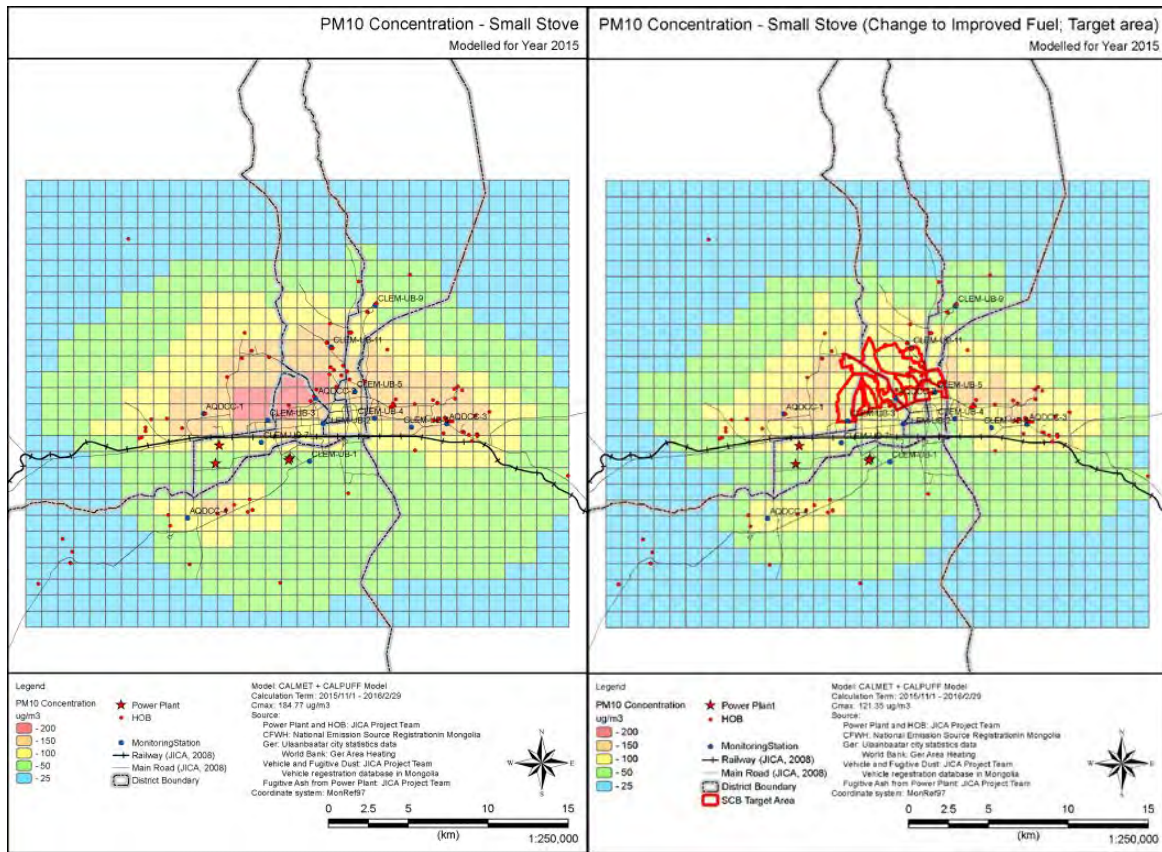 PM10 Concentration - Small Stove
Modelled for Year 2015
CLEM-UB-9
CLEM-UB-11
CLEM-UB-5
AQDCC-1
CLEM-UB-3
CLEM-UB-4
AQDCC-3
CLEM-UB-1
Legend
PM10 Concentration
ug/m3
- 200
- 150
- 100
- 50
- 25
Power Plant
HOB
MonitoringStation
Railway (JICA, 2008)
Main Road (JICA, 2008)
District Boundary
Model: CALMET + CALPUFF Model
Calculation Term: 2015/11/1 - 2016/2/29
Cmax: 184.77 ug/m3
Source:
Power Plant and HOB: JICA Project Team
CFWH: National Emission Source Registrationin Mongolia
Ger: Ulaanbaatar city statistics data
World Bank: Ger Area Heating
Vehicle and Fugitive Dust: JICA Project Team
Vehicle regestration database in Mongolia
Fugitive Ash from Power Plant: JICA Project Team
Coordinate system: MonRef97
N
W
E
S
0 2.5 5 10 15
(km)
1:250,000
PM10 Concentration - Small Stove (Change to Improved Fuel; Target area)
Modelled for Year 2015
CLEM-UB-9
CLEM-UB-11
CLEM-UB-5
AQDCC-1
CLEM-UB-3
CLEM-UB-4
AQDCC-3
CLEM-UB-1
Legend
PM10 Concentration
ug/m3
- 200
- 150
- 100
- 50
- 25
Power Plant
HOB
MonitoringStation
Railway (JICA, 2008)
Main Road (JICA, 2008)
District Boundary
SCB Target Area
Model: CALMET + CALPUFF Model
Calculation Term: 2015/11/1 - 2016/2/29
Cmax: 121.35 ug/m3
Source:
Power Plant and HOB: JICA Project Team
CFWH: National Emission Source Registrationin Mongolia
Ger: Ulaanbaatar city statistics data
World Bank: Ger Area Heating
Vehicle and Fugitive Dust: JICA Project Team
Vehicle regestration database in Mongolia
Fugitive Ash from Power Plant: JICA Project Team
Coordinate system: MonRef97
N
W
E
S
0 2.5 5 10 15
(km)
1:250,000